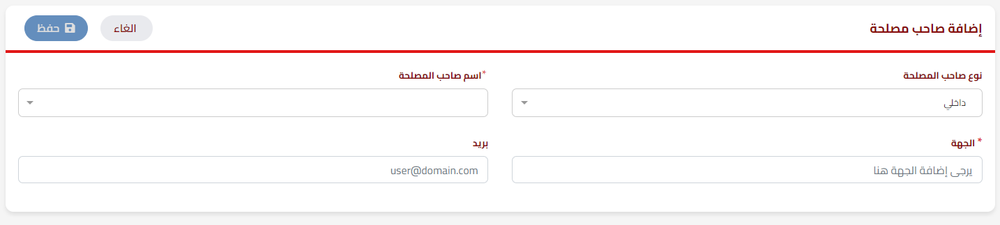 إضافة صاحب مصلحة
الغاء
حفظ
نوع صاحب المصلحة
*اسم صاحب المصلحة
داخلي
* الجهة
بريد
يرجى إضافة الجهة هنا
user@domain.com